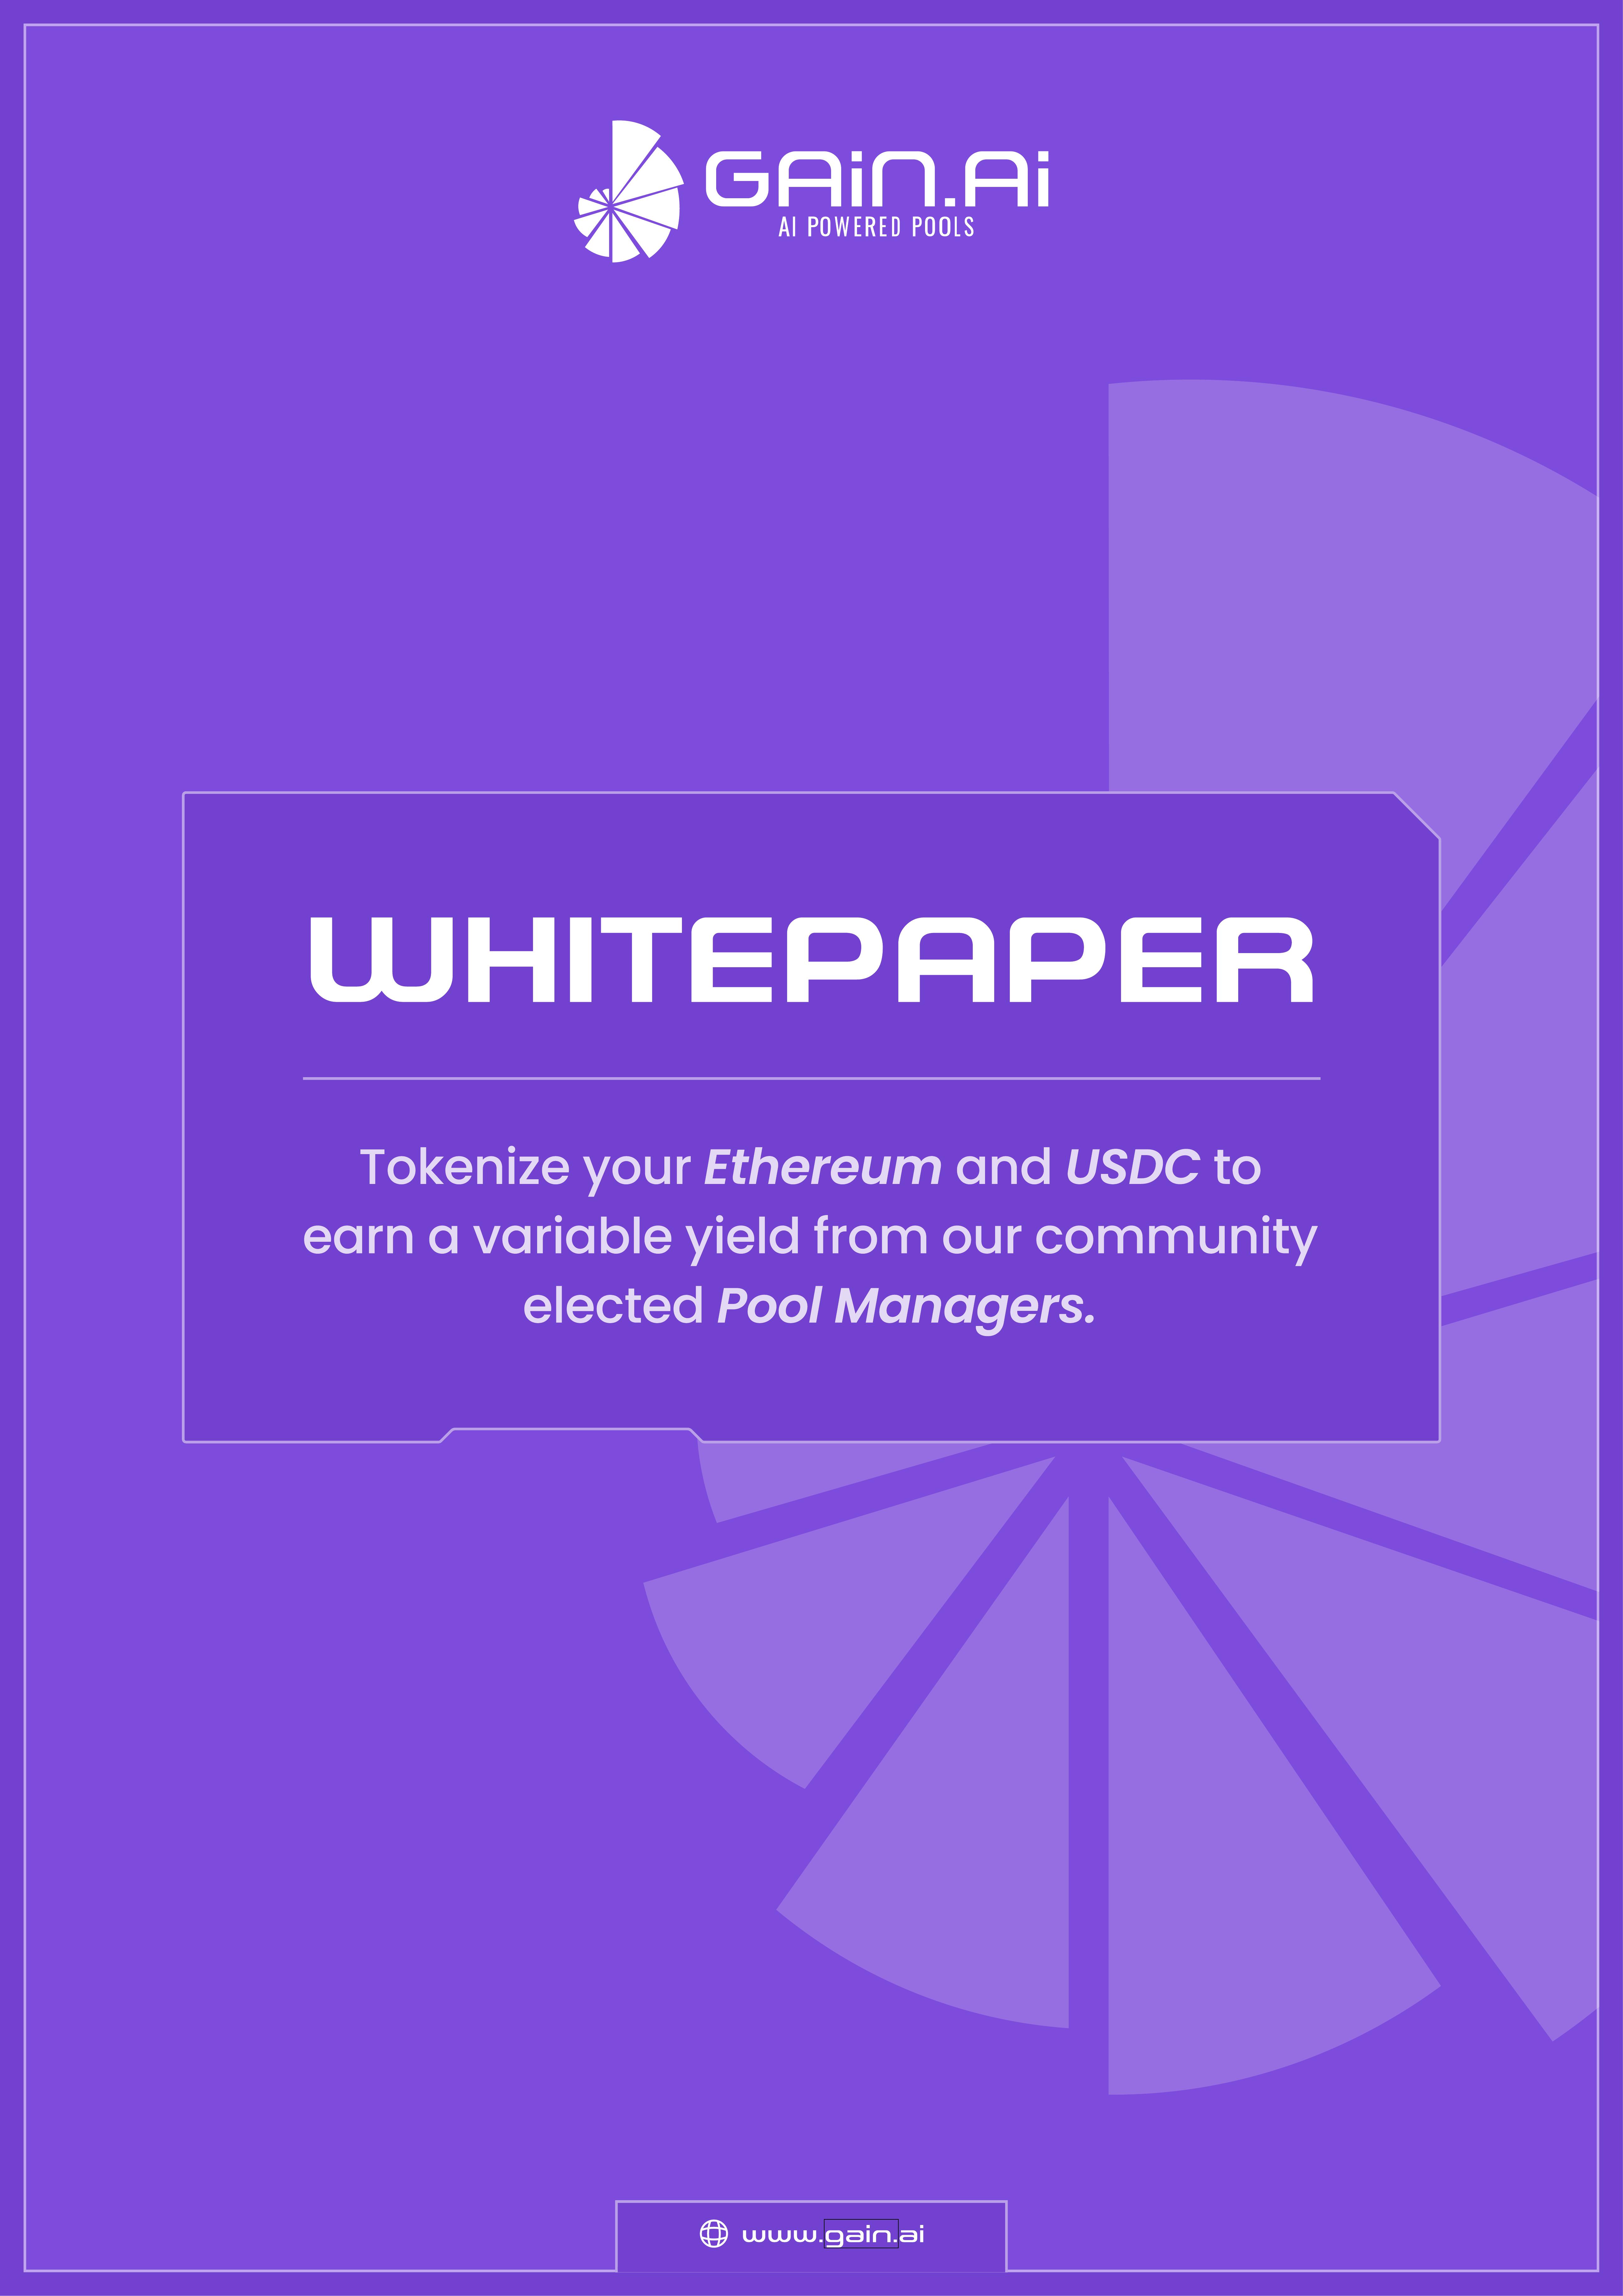 GAiN.Ai
AI POWERED POOLS
WHITEPAPER
Tokenize your Ethereum and USDC to
earn a variable yield from our community
elected Pool Managers.
www.gain.ai